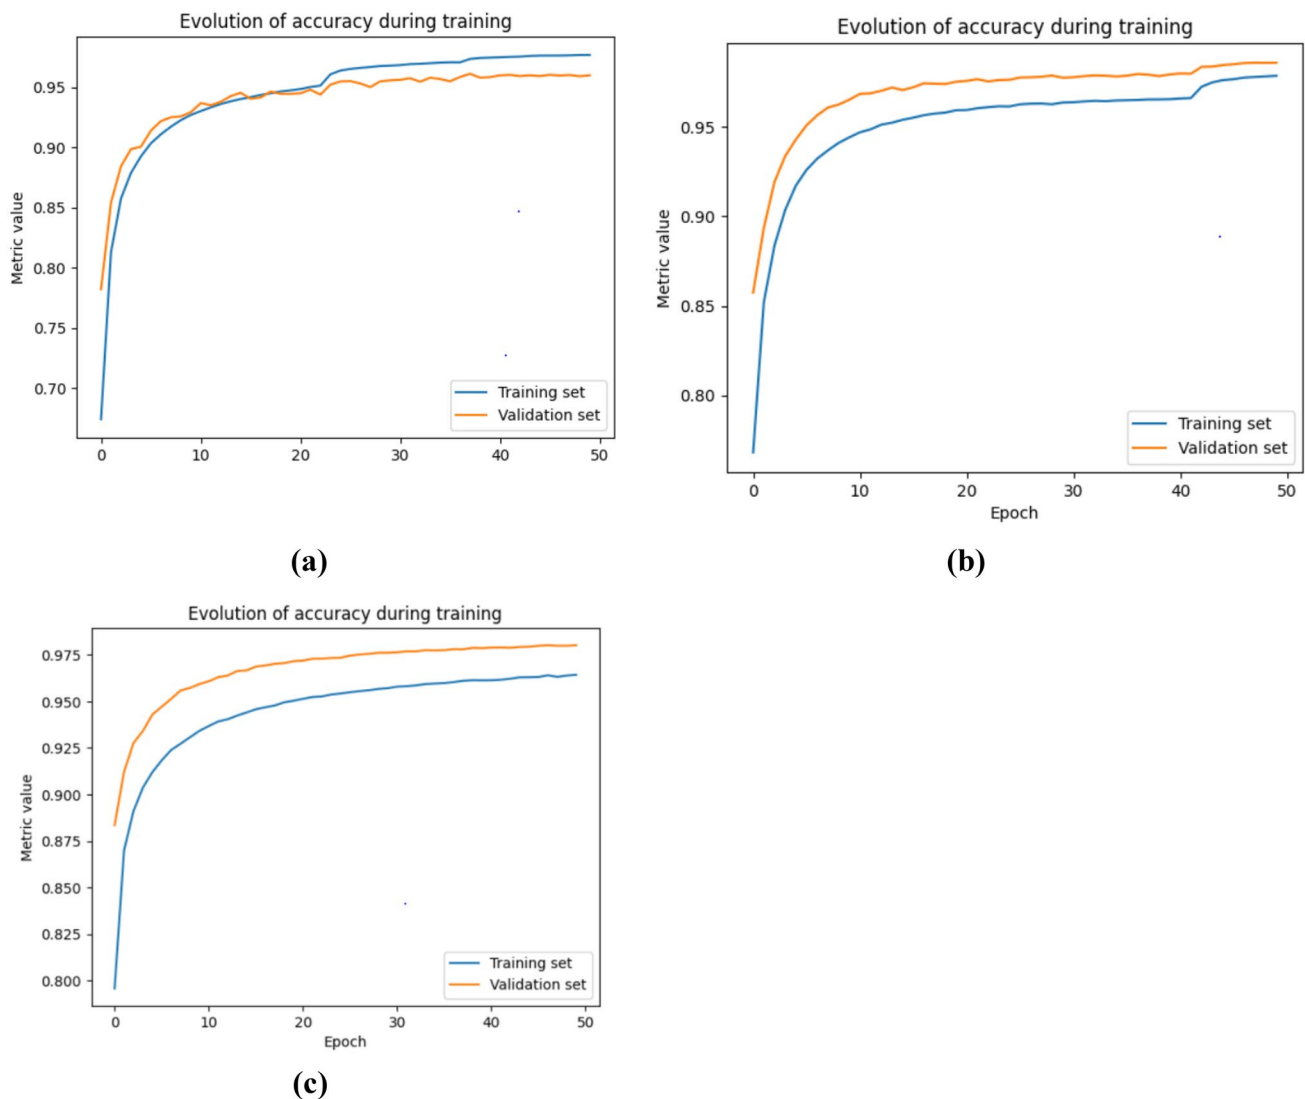 Evolution of accuracy during training
Metric value
0.95
0.90
0.85
0.80
0.75
0.70
Training set
Validation set
0 10 20 30 40 50
(a)
Evolution of accuracy during training
Metric value
0.95
0.90
0.85
0.80
Training set
Validation set
0 10 20 30 40 50
Epoch
(b)
Evolution of accuracy during training
Metric value
0.975
0.950
0.925
0.900
0.875
0.850
0.825
0.800
Training set
Validation set
0 10 20 30 40 50
Epoch
(c)